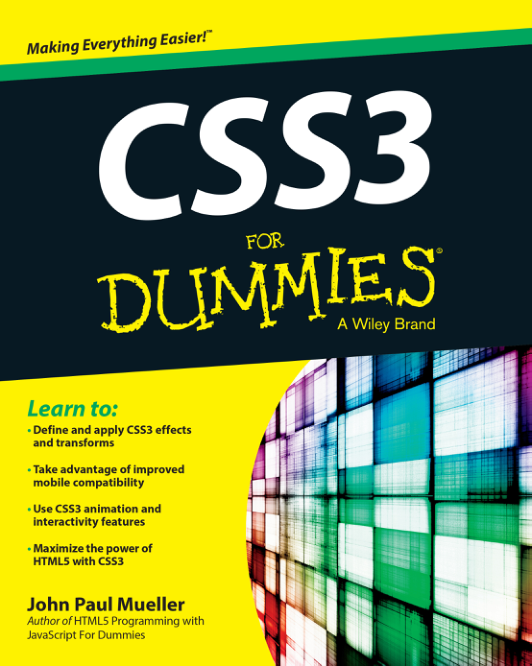 Making Everything Easier!™
CSS3
FOR
DUMMIES®
A Wiley Brand
Learn to:
• Define and apply CSS3 effects
and transforms
• Take advantage of improved
mobile compatibility
• Use CSS3 animation and
interactivity features
• Maximize the power of
HTML5 with CSS3
John Paul Mueller
Author of HTML5 Programming with
JavaScript For Dummies